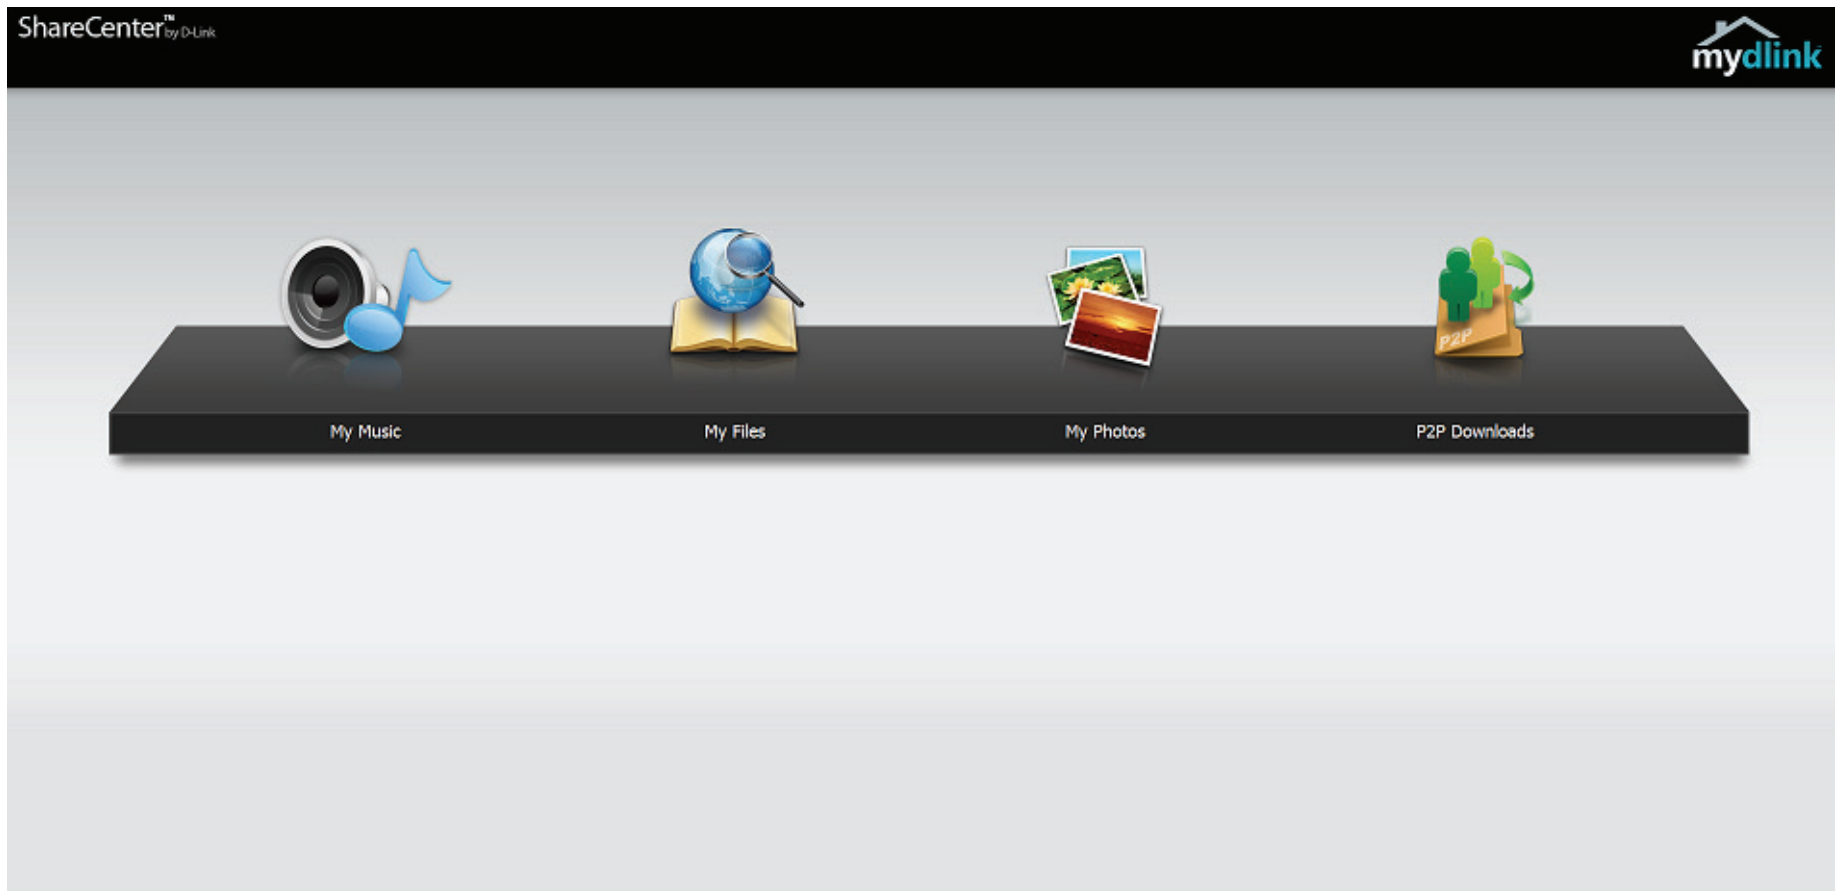 ShareCenter™ by D-Link
mydlink
P2P
My Music
My Files
My Photos
P2P Downloads